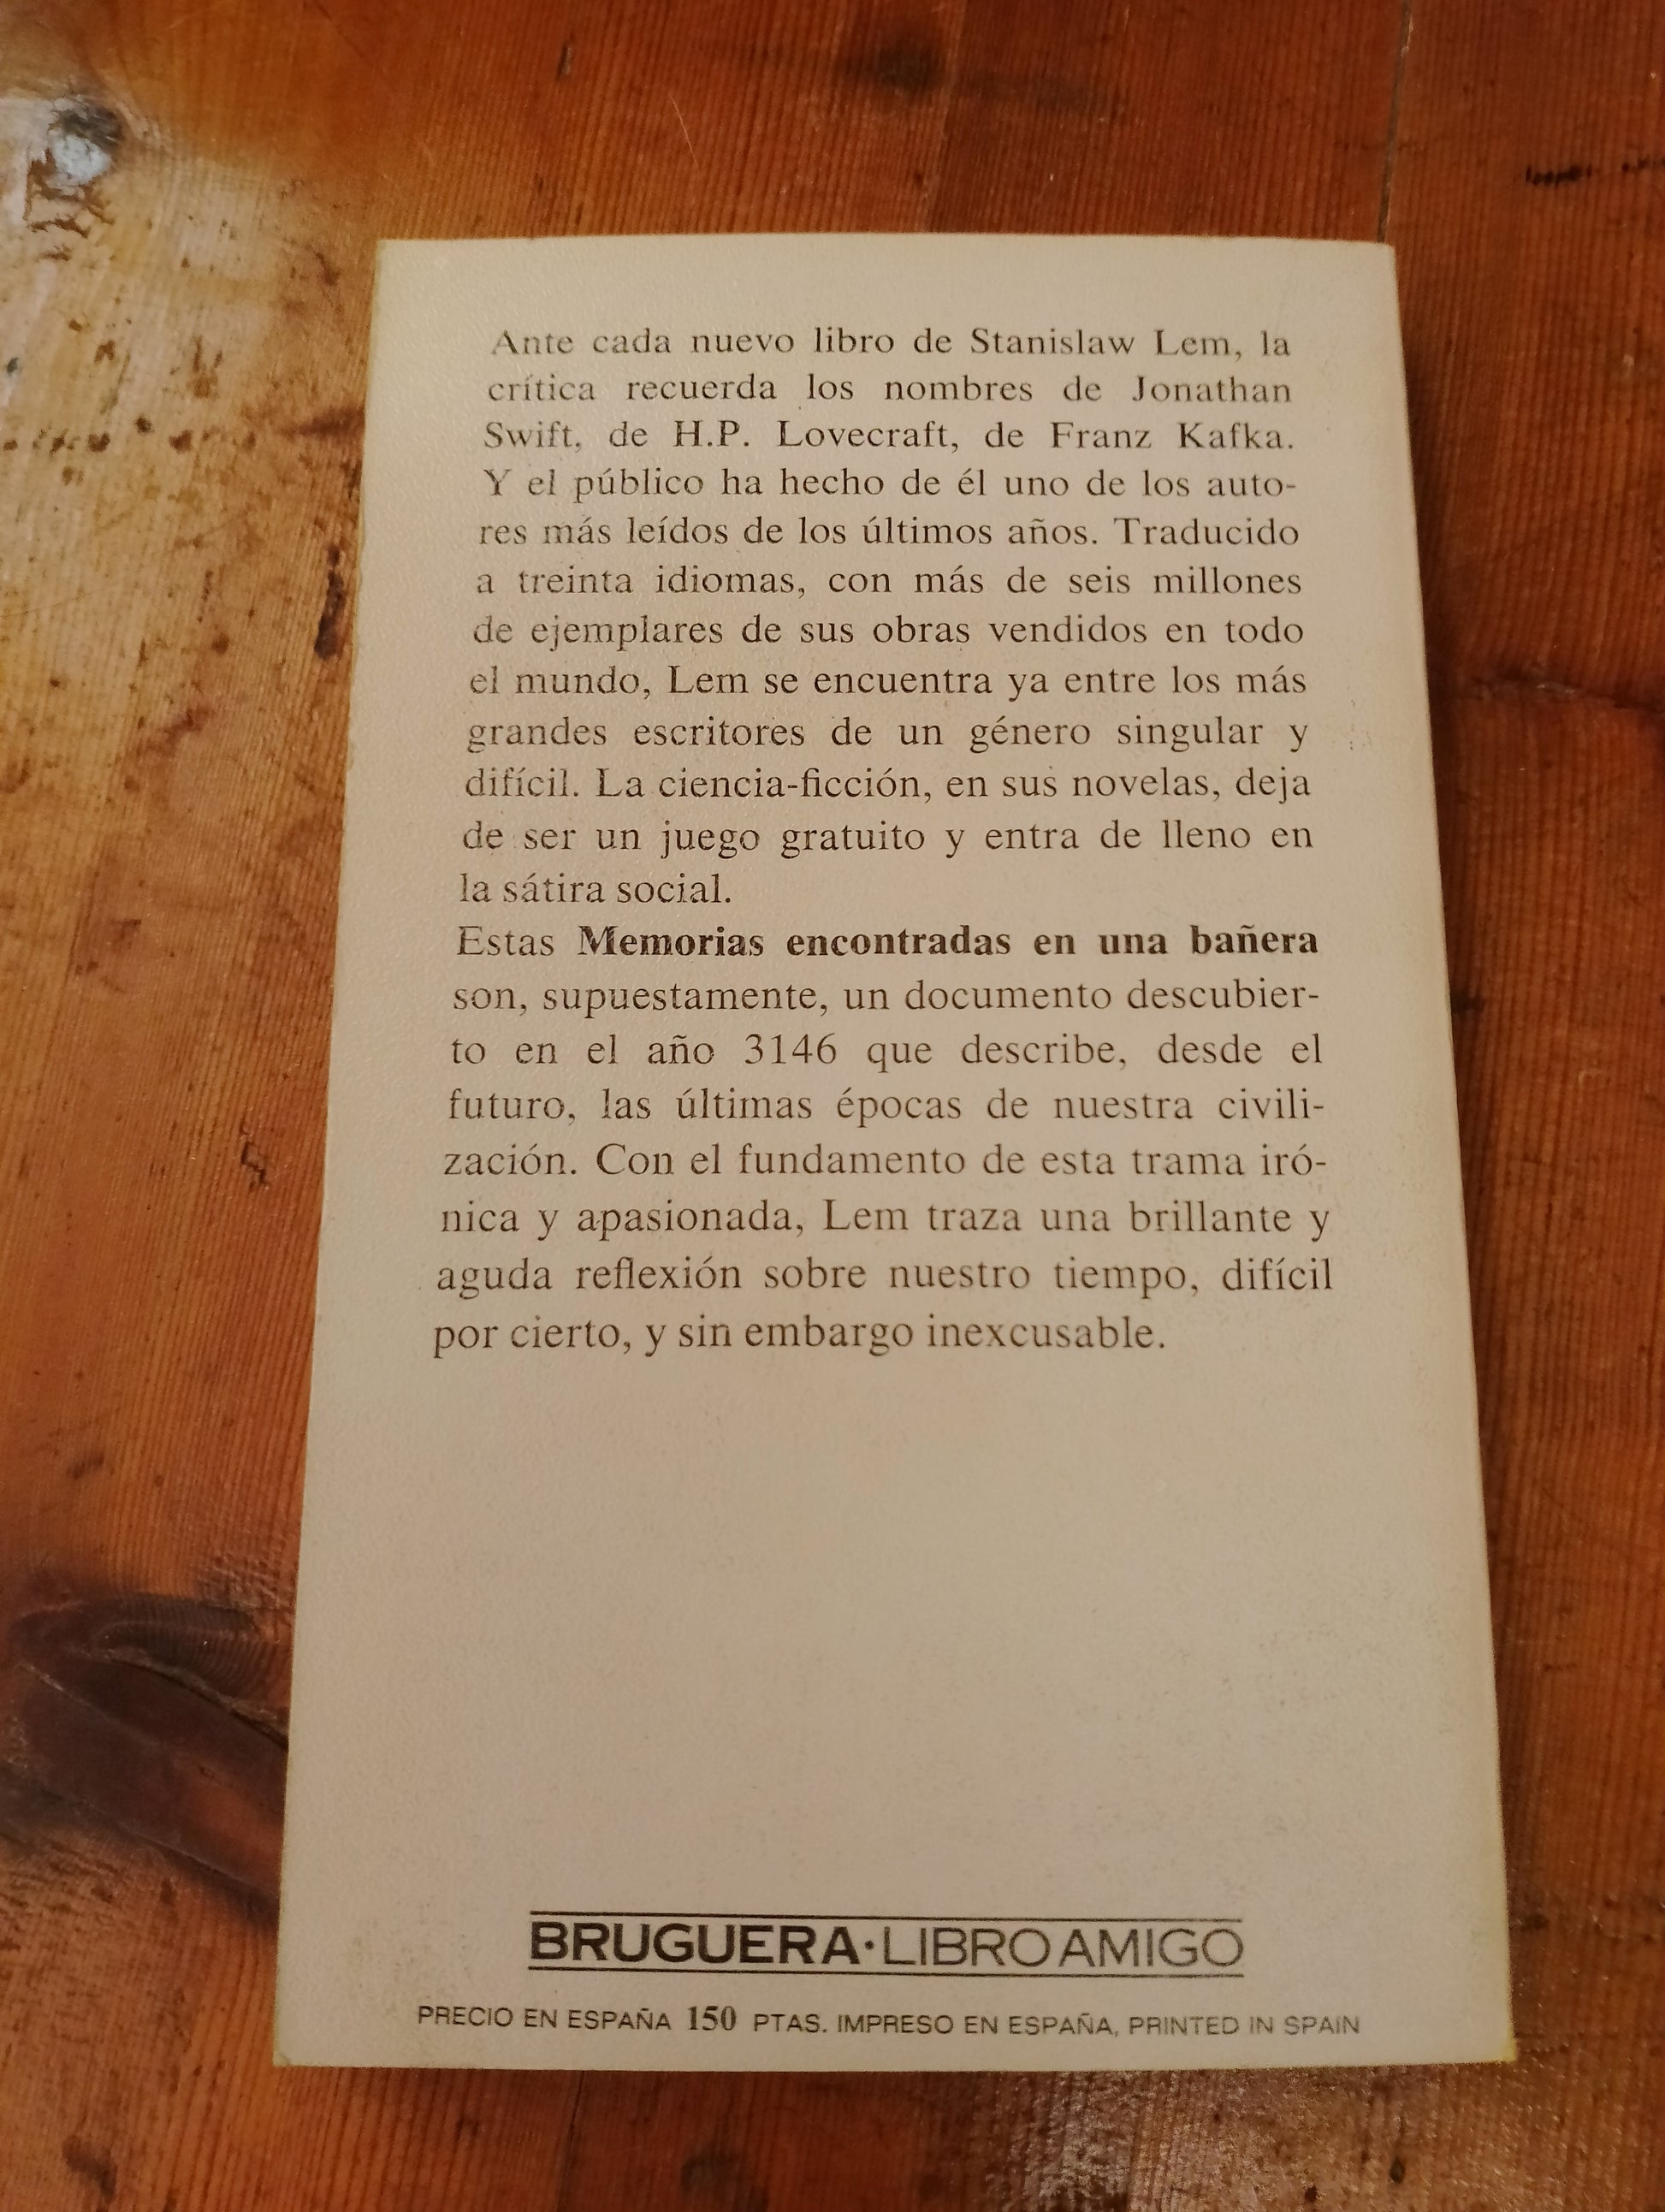 Ante cada nuevo libro de Stanislaw Lem, la
crítica recuerda los nombres de Jonathan
Swift, de H.P. Lovecraft, de Franz Kafka.
Y el público ha hecho de él uno de los auto-
res más leídos de los últimos años. Traducido
a treinta idiomas, con más de seis millones
de ejemplares de sus obras vendidos en todo
el mundo, Lem se encuentra ya entre los más
grandes escritores de un género singular y
difícil. La ciencia-ficción, en sus novelas, deja
de ser un juego gratuito y entra de lleno en
la sátira social.
Estas Memorias encontradas en una bañera
son, supuestamente, un documento descubier-
to en el año 3146 que describe, desde el
futuro, las últimas épocas de nuestra civili-
zación. Con el fundamento de esta trama iró-
nica y apasionada, Lem traza una brillante y
aguda reflexión sobre nuestro tiempo, difícil
por cierto, y sin embargo inexcusable.
BRUGUERA·LIBRO AMIGO
PRECIO EN ESPAÑA 150 PTAS. IMPRESO EN ESPAÑA, PRINTED IN SPAIN